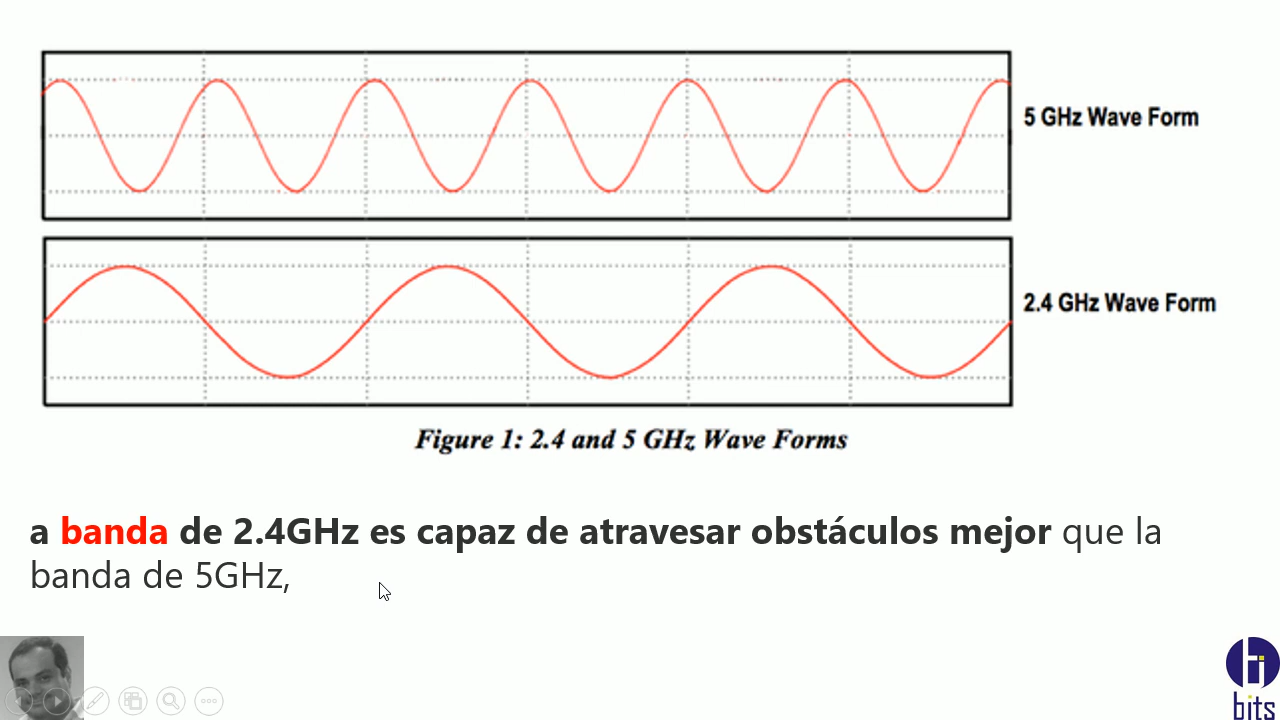 5 GHz Wave Form
2.4 GHz Wave Form
Figure 1: 2.4 and 5 GHz Wave Forms
a banda de 2.4GHz es capaz de atravesar obstáculos mejor que la
banda de 5GHz,
bits